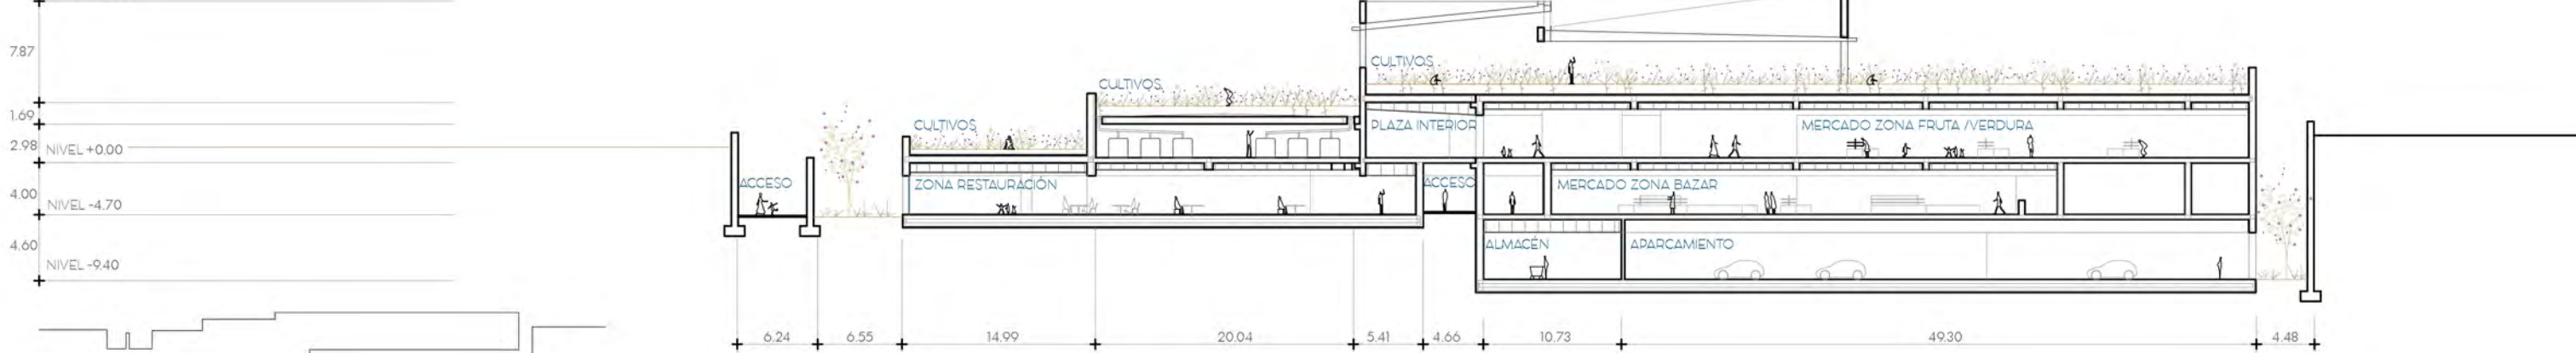 7.87
1.69
2.98
NIVEL +0.00
4.00
NIVEL -4.70
4.60
NIVEL -9.40
CULTIVOS
CULTIVOS
CULTIVOS
PLAZA INTERIOR
MERCADO ZONA FRUTA /VERDURA
ACCESO
ZONA RESTAURACIÓN
ACCESO
MERCADO ZONA BAZAR
ALMACÉN
APARCAMIENTO
6.24
6.55
14.99
20.04
5.41
4.66
10.73
49.30
4.48